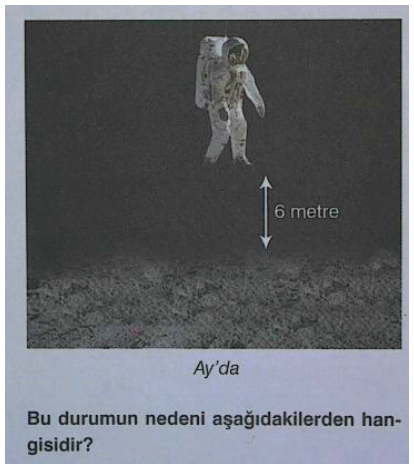 6 metre
Ay'da
Bu durumun nedeni aşağıdakilerden han-
gisidir?